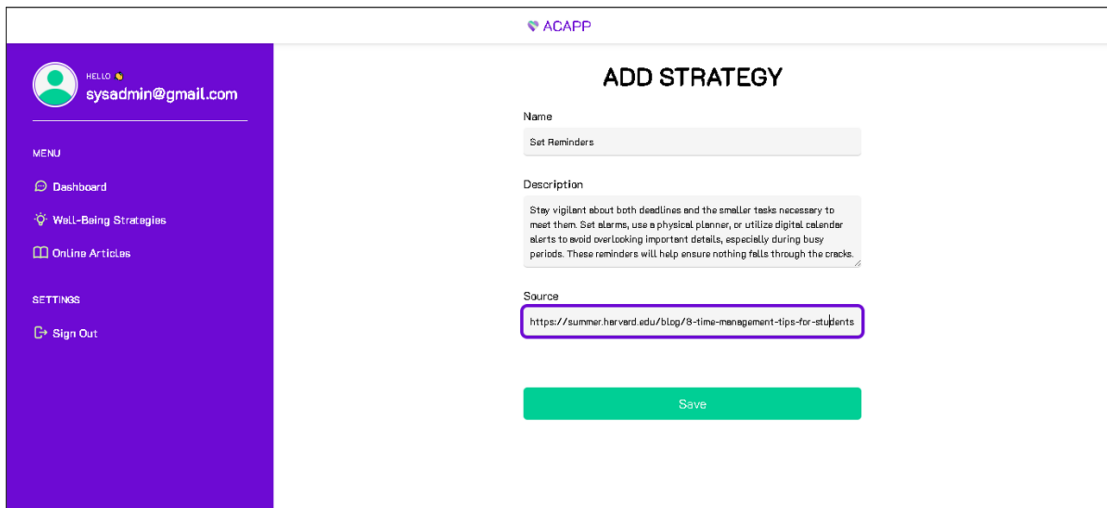 ACAPP
HELLO 👋
sysadmin@gmail.com
MENU
Dashboard
Well-Being Strategies
Online Articles
SETTINGS
Sign Out
ADD STRATEGY
Name
Set Reminders
Description
Stay vigilant about both deadlines and the smaller tasks necessary to
meet them. Set alarms, use a physical planner, or utilize digital calendar
alerts to avoid overlooking important details, especially during busy
periods. These reminders will help ensure nothing falls through the cracks.
Source
https://summer.harvard.edu/blog/8-time-management-tips-for-students
Save